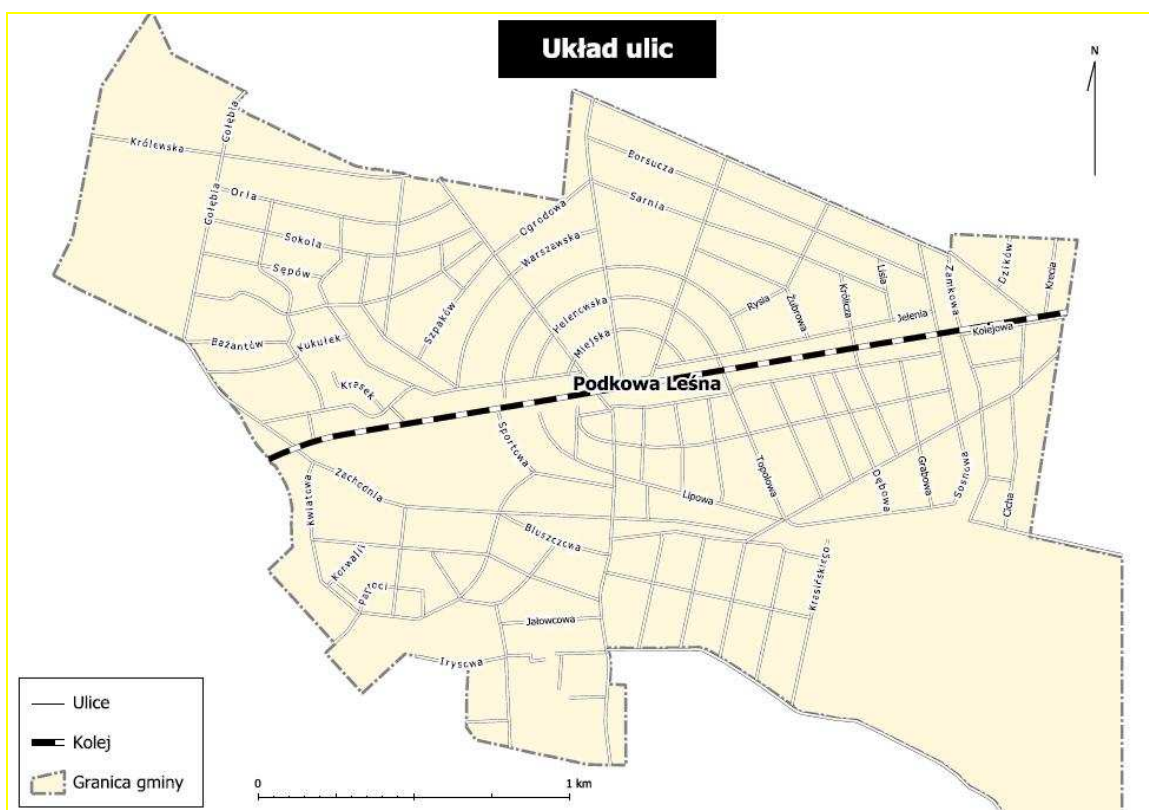 Układ ulic
N
Królewska
Gołębia
Gołębia
Orla
Sokola
Sępów
Bażantów
Kukułek
Krasek
Szpaków
Ogrodowa
Warszawska
Helenowska
Miejska
Borsucza
Sarnia
Rysia
Żubrowa
Królicza
Lisia
Jelenia
Zamkowa
Dzików
Krecia
Kolejowa
Podkowa Leśna
Sportowa
Zachodnia
Kwiatowa
Konwalii
Paproci
Bluszczowa
Jałowcowa
Irysowa
Lipowa
Topolowa
Dębowa
Grabowa
Sosnowa
Cicha
Krasińskiego
Ulice
Kolej
Granica gminy
0 1 km